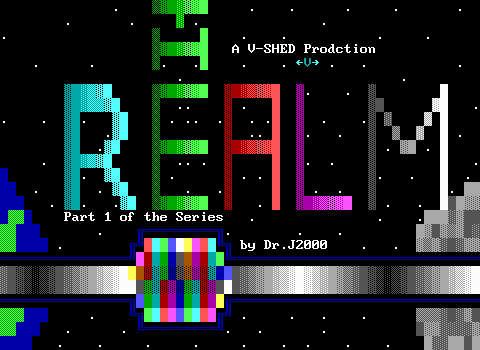 A V-SHED Prodction
←V→
REALM
Part 1 of the Series
by Dr.J2000